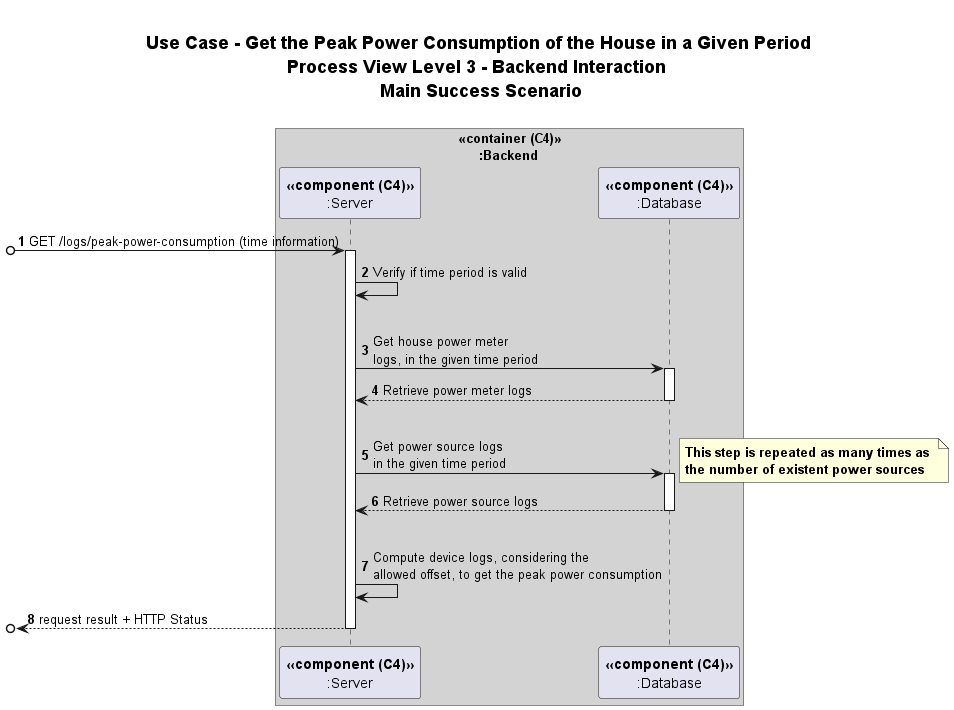 Use Case - Get the Peak Power Consumption of the House in a Given Period
Process View Level 3 - Backend Interaction
Main Success Scenario
«container (C4)»
:Backend
«component (C4)»
:Server
«component (C4)»
:Database
1 GET /logs/peak-power-consumption (time information)
2 Verify if time period is valid
3 Get house power meter
logs, in the given time period
4 Retrieve power meter logs
5 Get power source logs
in the given time period
This step is repeated as many times as
the number of existent power sources
6 Retrieve power source logs
7 Compute device logs, considering the
allowed offset, to get the peak power consumption
8 request result + HTTP Status
«component (C4)»
:Server
«component (C4)»
:Database